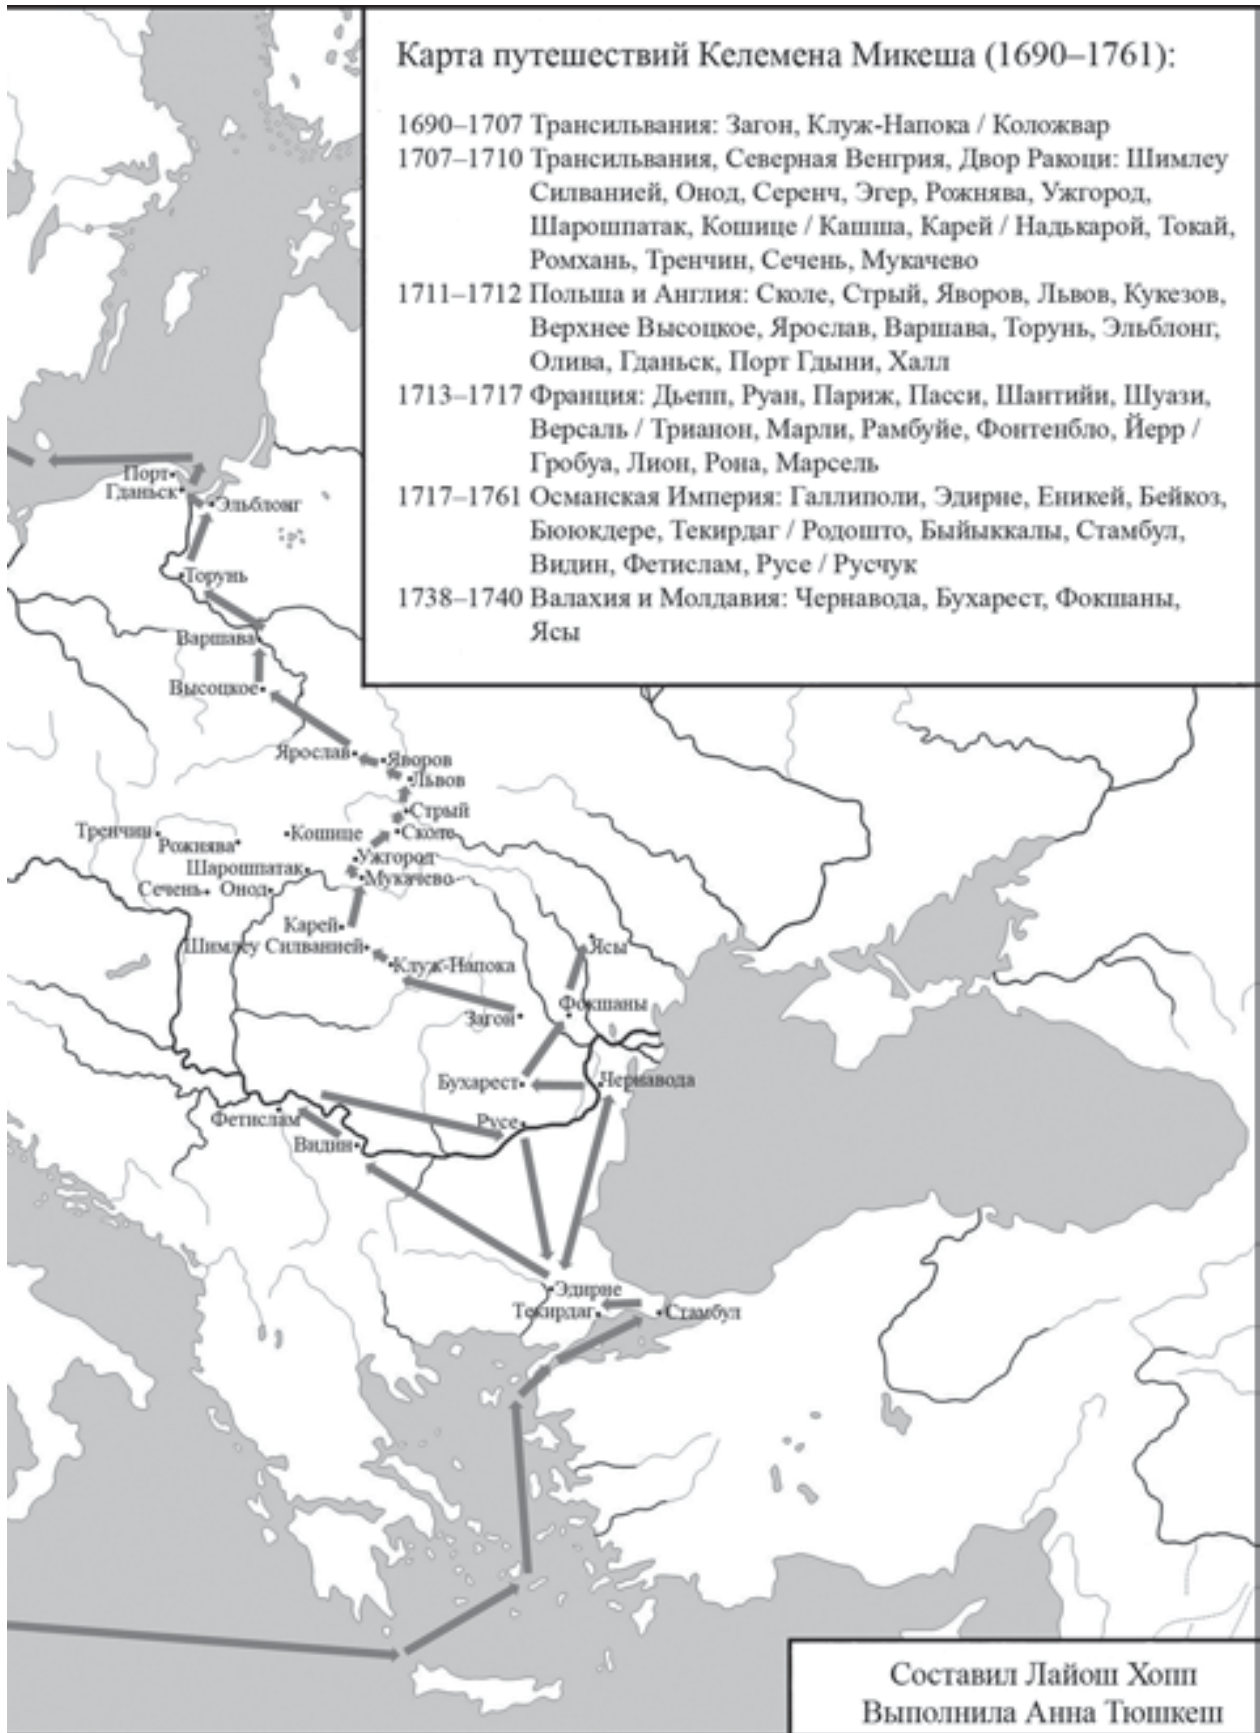 Карта путешествий Келемена Микеша (1690–1761):
1690–1707 Трансильвания: Загон, Клуж-Напока / Коложвар
1707–1710 Трансильвания, Северная Венгрия, Двор Ракоци: Шимлеу
Силванией, Онод, Серенч, Эгер, Рожнява, Ужгород,
Шарошпатак, Кошице / Кашша, Карей / Надькарой, Токай,
Ромхань, Тренчин, Сечень, Мукачево
1711–1712 Польша и Англия: Сколе, Стрый, Яворов, Львов, Кукезов,
Верхнее Высоцкое, Ярослав, Варшава, Торунь, Эльблонг,
Олива, Гданьск, Порт Гдыни, Халл
1713–1717 Франция: Дьепп, Руан, Париж, Пасси, Шантийи, Шуази,
Версаль / Трианон, Марли, Рамбуйе, Фонтенбло, Йерр /
Гробуа, Лион, Рона, Марсель
1717–1761 Османская Империя: Галлиполи, Эдирне, Еникей, Бейкоз,
Бююкдере, Текирдаг / Родошто, Быйыккалы, Стамбул,
Видин, Фетислам, Русе / Русчук
1738–1740 Валахия и Молдавия: Чернавода, Бухарест, Фокшаны,
Ясы
Порт
Гданьск
Эльблонг
Торунь
Варшава
Высоцкое
Ярослав
Яворов
Львов
Стрый
Тренчин
Рожнява
Кошице
Сколе
Ужгород
Шарошпатак
Мукачево
Сечень
Онод
Карей
Шимлеу Силванией
Ясы
Клуж-Напока
Фокшаны
Загон
Бухарест
Чернавода
Фетислам
Русе
Видин
Эдирне
Текирдаг
Стамбул
Составил Лайош Хопп
Выполнила Анна Тюшкеш